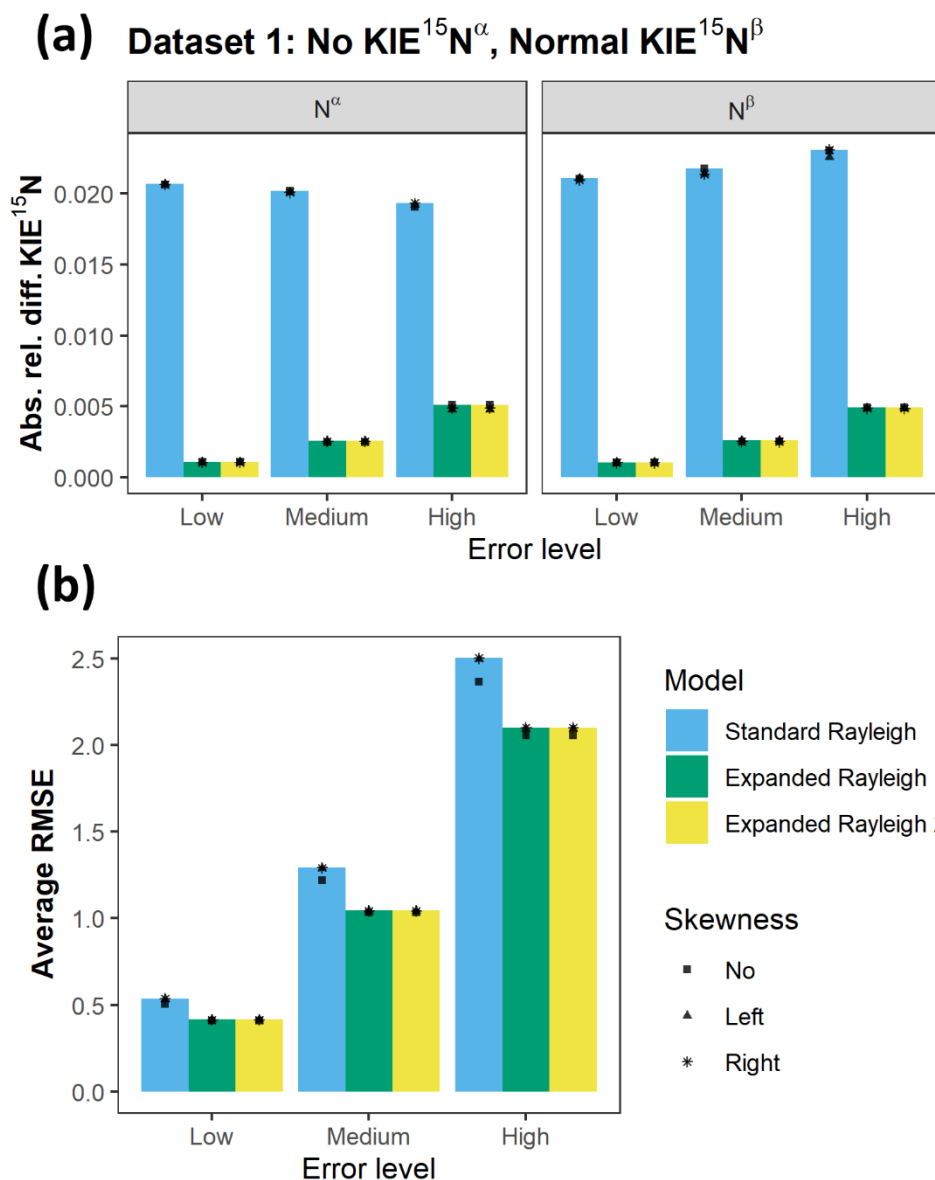 (a) Dataset 1: No KIE¹⁵Nᵅ, Normal KIE¹⁵Nᵝ
Nᵅ
Nᵝ
Abs. rel. diff. KIE¹⁵N
0.020
0.015
0.010
0.005
0.000
Low Medium High
Low Medium High
Error level
(b)
Average RMSE
2.5
2.0
1.5
1.0
0.5
0.0
Low Medium High
Error level
Model
Standard Rayleigh
Expanded Rayleigh
Expanded Rayleigh
Skewness
No
Left
Right